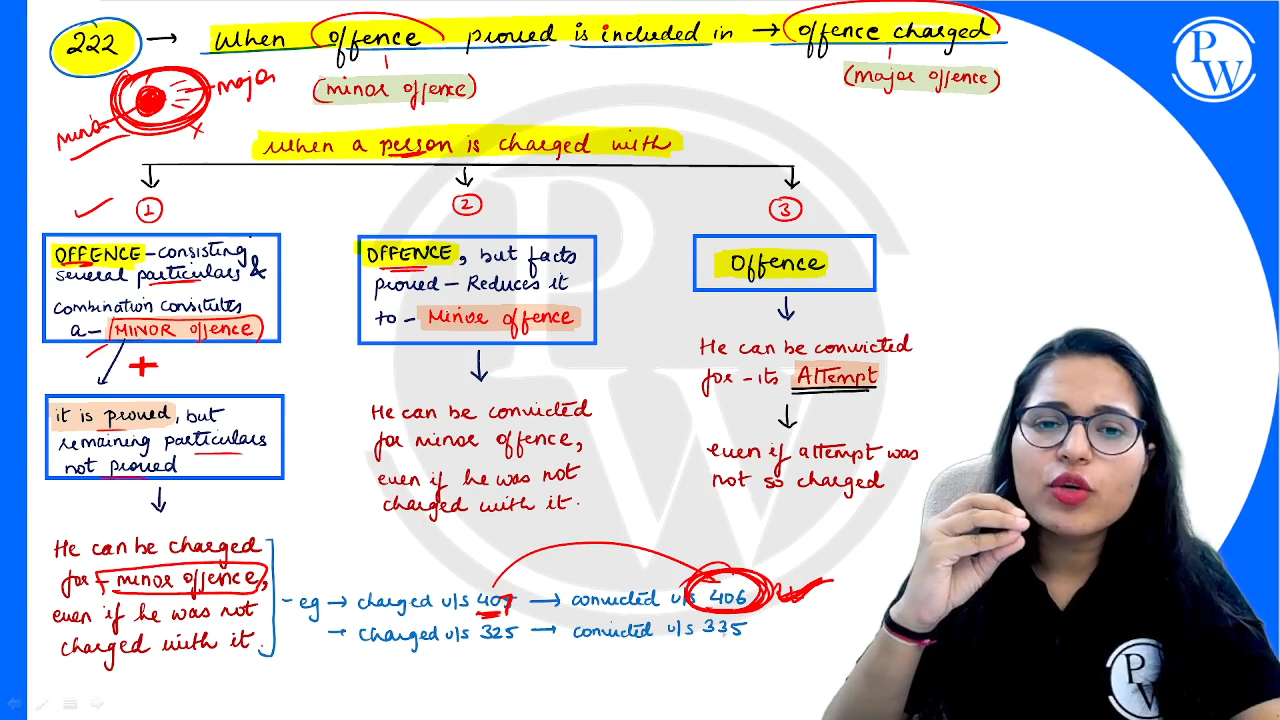 222 → When offence proved is included in → offence charged
(minor offence)
(major offence)
major
minor
When a person is charged with
①
②
③
OFFENCE - consisting
several particulars &
combination constitutes
a - MINOR offence
+
it is proved, but
remaining particulars
not proved
He can be charged
for - minor offence,
even if he was not
charged with it.
OFFENCE, but facts
proved - Reduces it
to - Minor offence
He can be convicted
for minor offence,
even if he was not
charged with it.
Offence
He can be convicted
for - its Attempt
even if attempt was
not so charged
- eg → charged u/s 407 → convicted u/s 406
→ charged u/s 325 → convicted u/s 335
PW
PW
PW